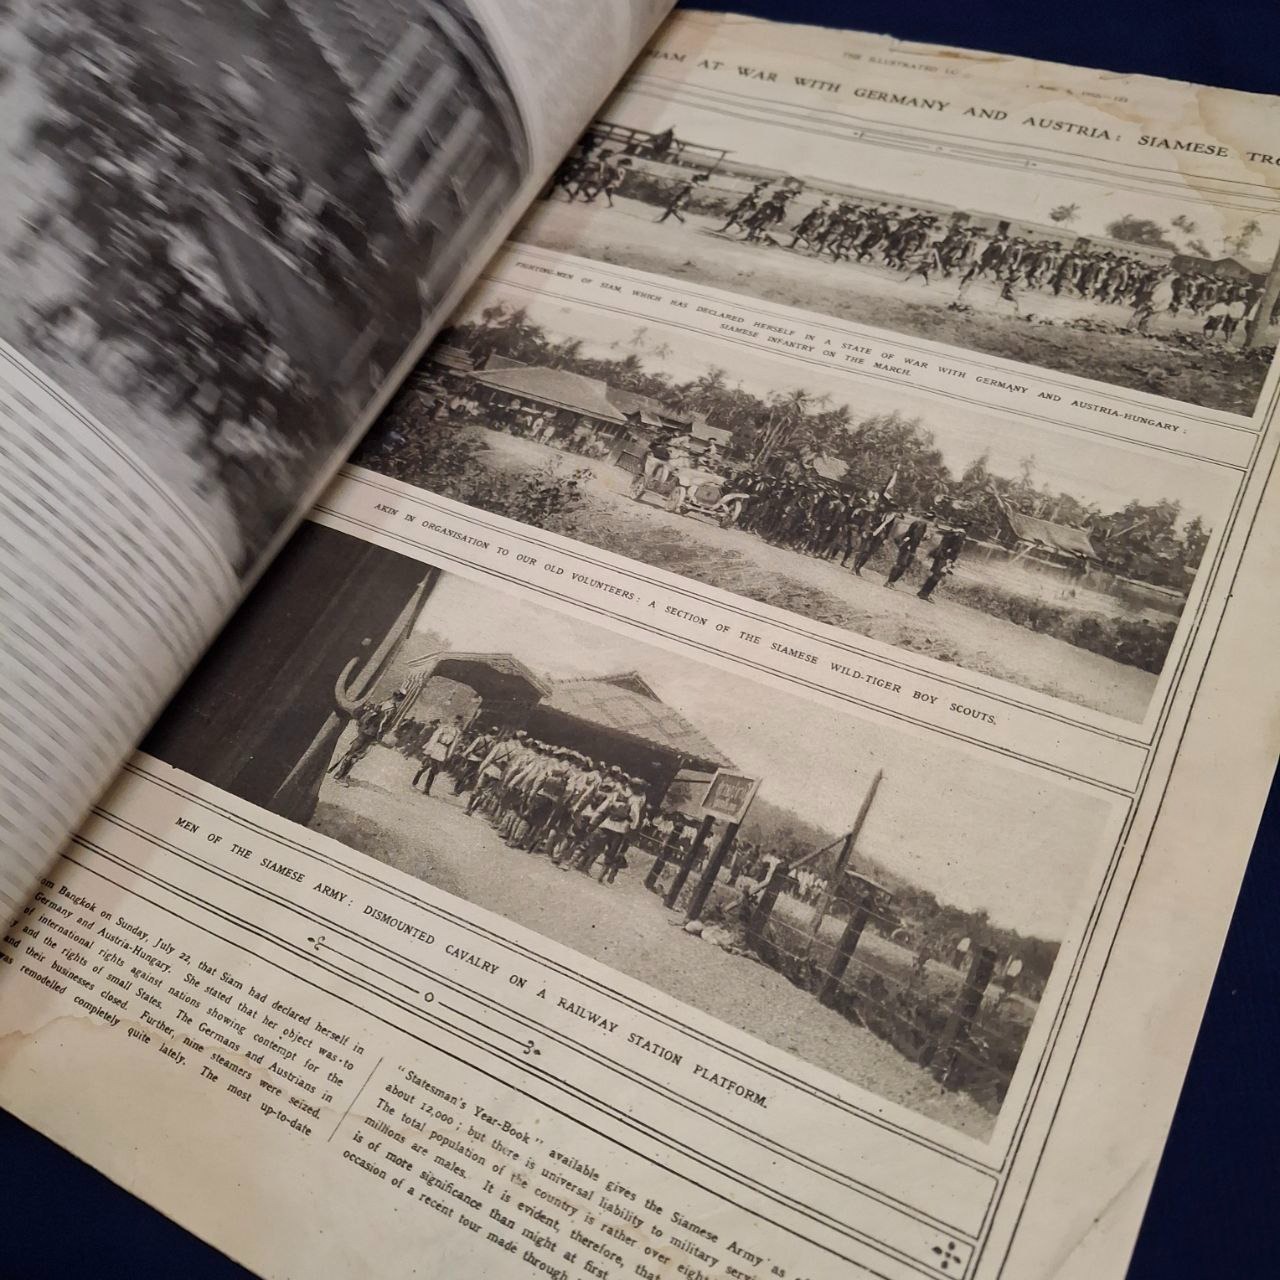 THE ILLUSTRATED
SIAM AT WAR WITH GERMANY AND AUSTRIA: SIAMESE
FIGHTING-MEN OF SIAM, WHICH HAS DECLARED HERSELF IN A STATE OF WAR WITH GERMANY AND AUSTRIA-HUNGARY:
SIAMESE INFANTRY ON THE MARCH.
AKIN IN ORGANISATION TO OUR OLD VOLUNTEERS: A SECTION OF THE SIAMESE WILD-TIGER BOY SCOUTS.
MEN OF THE SIAMESE ARMY: DISMOUNTED CAVALRY ON A RAILWAY STATION PLATFORM.
om Bangkok on Sunday, July 22, that Siam had declared herself in
Germany and Austria-Hungary. She stated that her object was to
of international rights against nations showing contempt for the
y and the rights of small States. The Germans and Austrians in
and their businesses closed. Further, nine steamers were seized.
was remodelled completely quite lately. The most up-to-date
"Statesman's Year-Book" available gives the Siamese Army as
about 12,000; but there is universal liability to military
The total population of the country is rather over
millions are males. It is evident, therefore, that
is of more significance than might at first
occasion of a recent tour made through